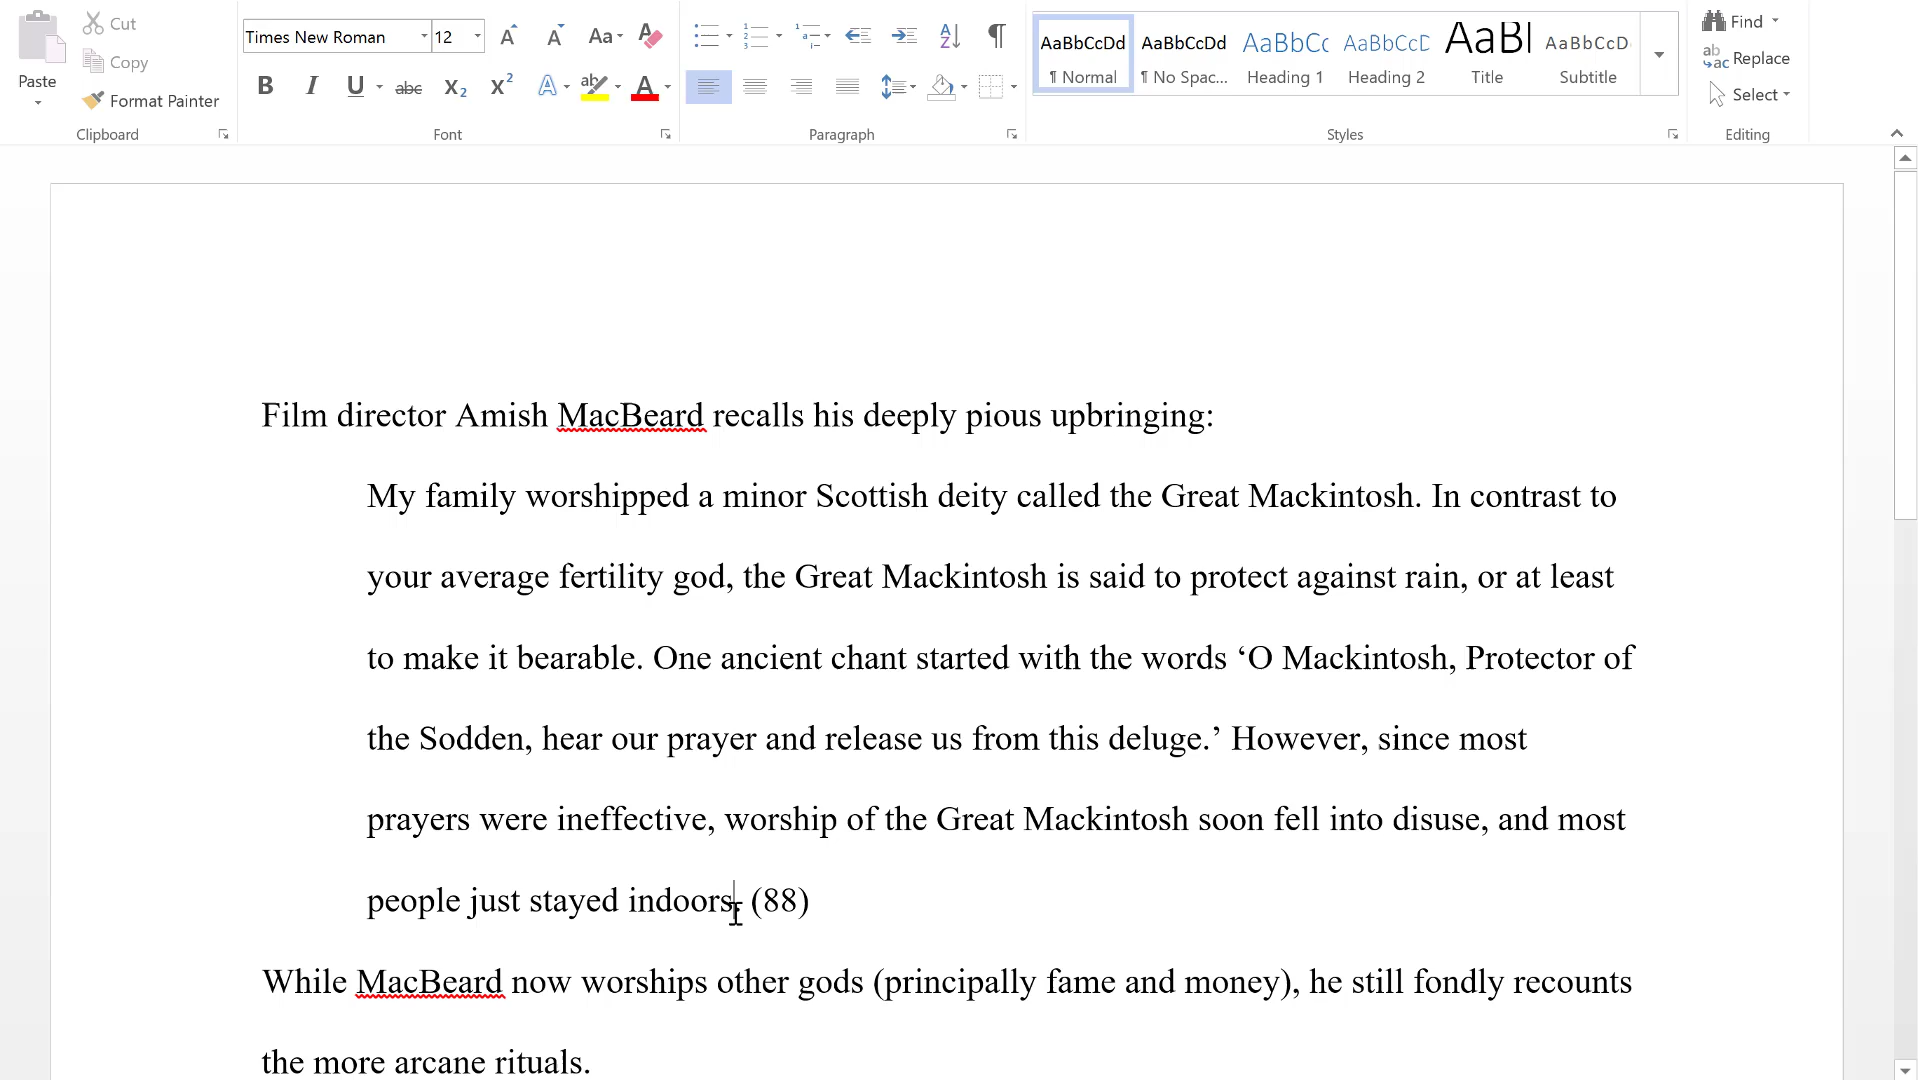 Cut
Copy
Paste
Format Painter
Clipboard
Times New Roman 12
Aa
B I U abc X2 X2 A ab A
Font
1
2
3
1
a
i
A
Z
¶
Paragraph
AaBbCcDd AaBbCcDd AaBbCc AaBbCcD AaBl AaBbCcD
¶ Normal ¶ No Spac... Heading 1 Heading 2 Title Subtitle
Styles
Find
ab
ac Replace
Select
Editing
Film director Amish MacBeard recalls his deeply pious upbringing:
My family worshipped a minor Scottish deity called the Great Mackintosh. In contrast to
your average fertility god, the Great Mackintosh is said to protect against rain, or at least
to make it bearable. One ancient chant started with the words ‘O Mackintosh, Protector of
the Sodden, hear our prayer and release us from this deluge.’ However, since most
prayers were ineffective, worship of the Great Mackintosh soon fell into disuse, and most
people just stayed indoors. (88)
While MacBeard now worships other gods (principally fame and money), he still fondly recounts
the more arcane rituals.